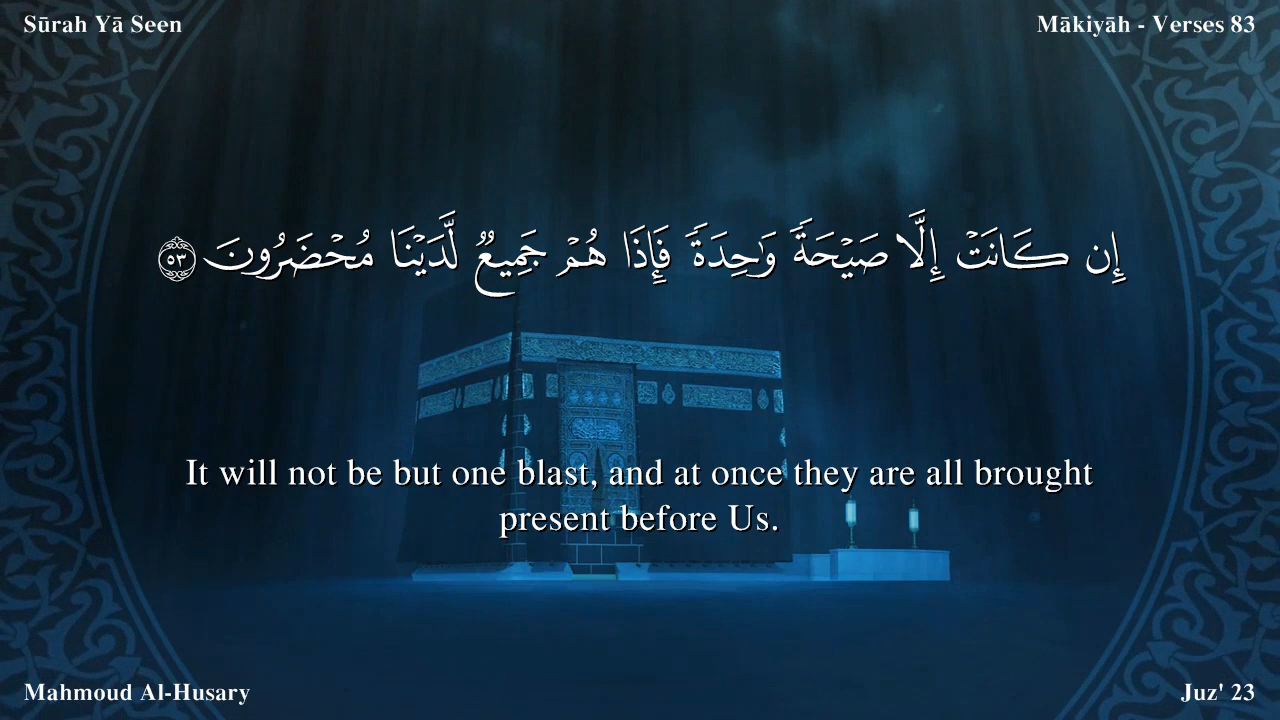 Sūrah Yā Seen
Mākiyāh - Verses 83
إِن كَانَتْ إِلَّا صَيْحَةً وَٰحِدَةً فَإِذَا هُمْ جَمِيعٌ لَّدَيْنَا مُحْضَرُونَ ۝٥٣
It will not be but one blast, and at once they are all brought
present before Us.
Mahmoud Al-Husary
Juz' 23